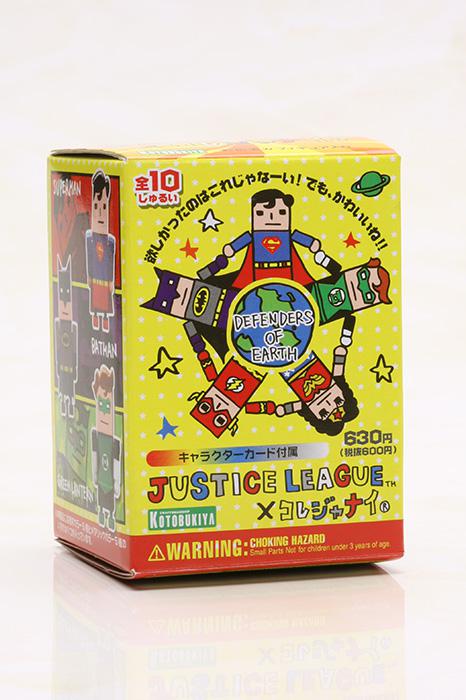 全10
じゅるい
欲しかったのはこれじゃなーい!でも、かわいいね!!
DEFENDERS
OF
EARTH
630円
(税抜600円)
キャラクターカード付属
JUSTICE LEAGUE™
×コレジャナイ®
KOTOBUKIYA
⚠WARNING: CHOKING HAZARD
Small Parts Not for children under 3 years of age.
SUPERMAN
BATMAN
GREEN LANTERN